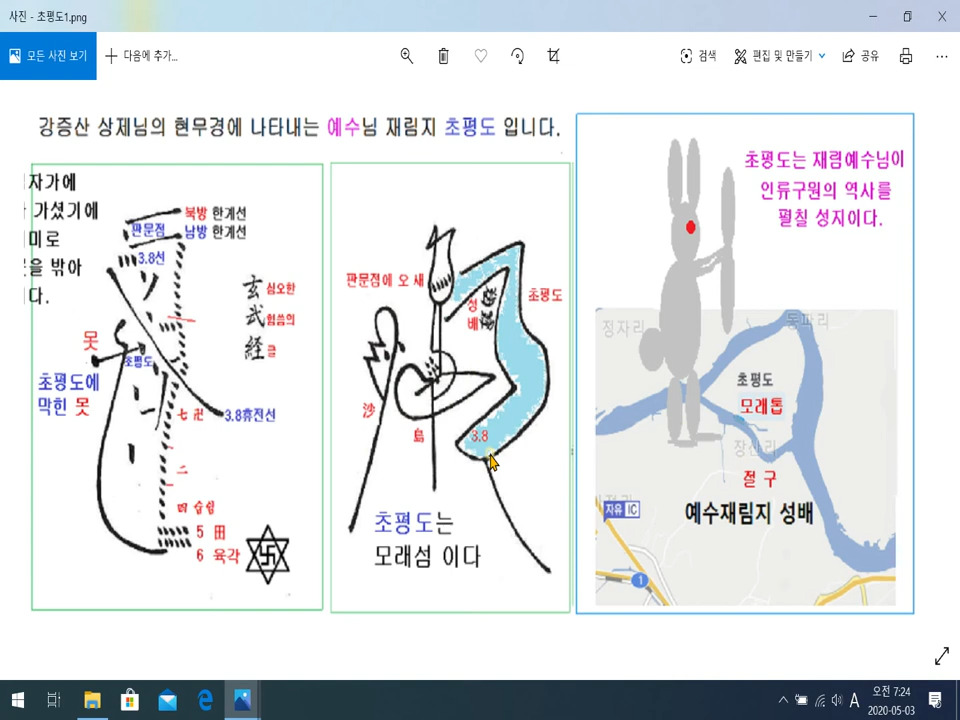 사진 - 초평도1.png
모든 사진 보기
다음에 추가...
검색
편집 및 만들기
공유
강증산 상제님의 현무경에 나타내는 예수님 재림지 초평도 입니다.
자가에
가셨기에
미로
을 밖아
다.
북방 한계선
판문점 남방 한계선
3.8선
玄 심오한
武 힘씀의
經 글
못
초평도
초평도에
막힌 못
七 卍
3.8휴전선
二
四 습립
5 田
6 육각
卍
판문점에 오 새
초평도
성
배
沙
島
3.8
초평도는
모래섬 이다
초평도는 재림예수님이
인류구원의 역사를
펼칠 성지이다.
정자리
동파리
초평도
모래톱
장산리
절 구
자유 IC
예수재림지 성배
1
A
오전 7:24
2020-05-03